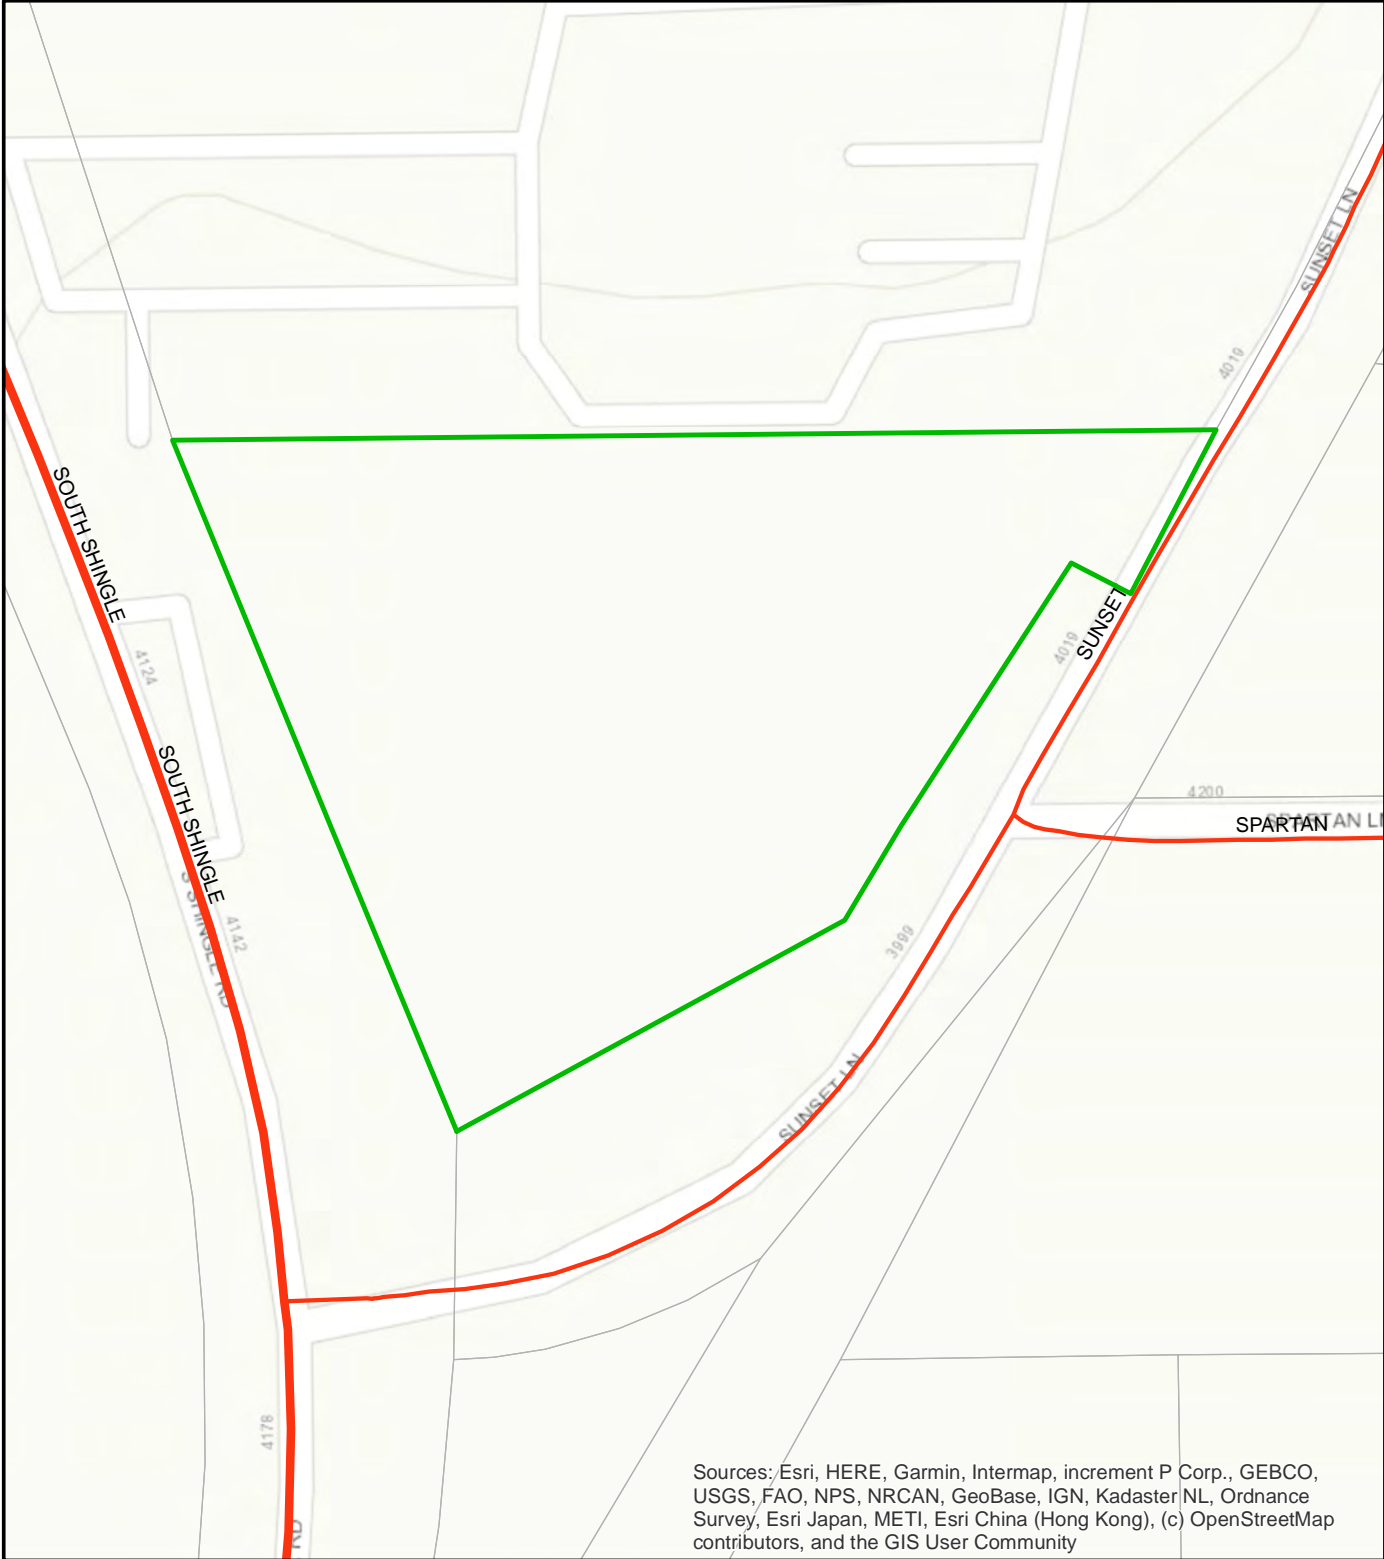 SUNSET LN
4019
SOUTH SHINGLE
4019
SUNSET
4124
SOUTH SHINGLE
4200
SPARTAN
SPARTAN LN
S SHINGLE RD
4142
3999
SUNSET LN
4178
RD
Sources: Esri, HERE, Garmin, Intermap, increment P Corp., GEBCO,
USGS, FAO, NPS, NRCAN, GeoBase, IGN, Kadaster NL, Ordnance
Survey, Esri Japan, METI, Esri China (Hong Kong), (c) OpenStreetMap
contributors, and the GIS User Community